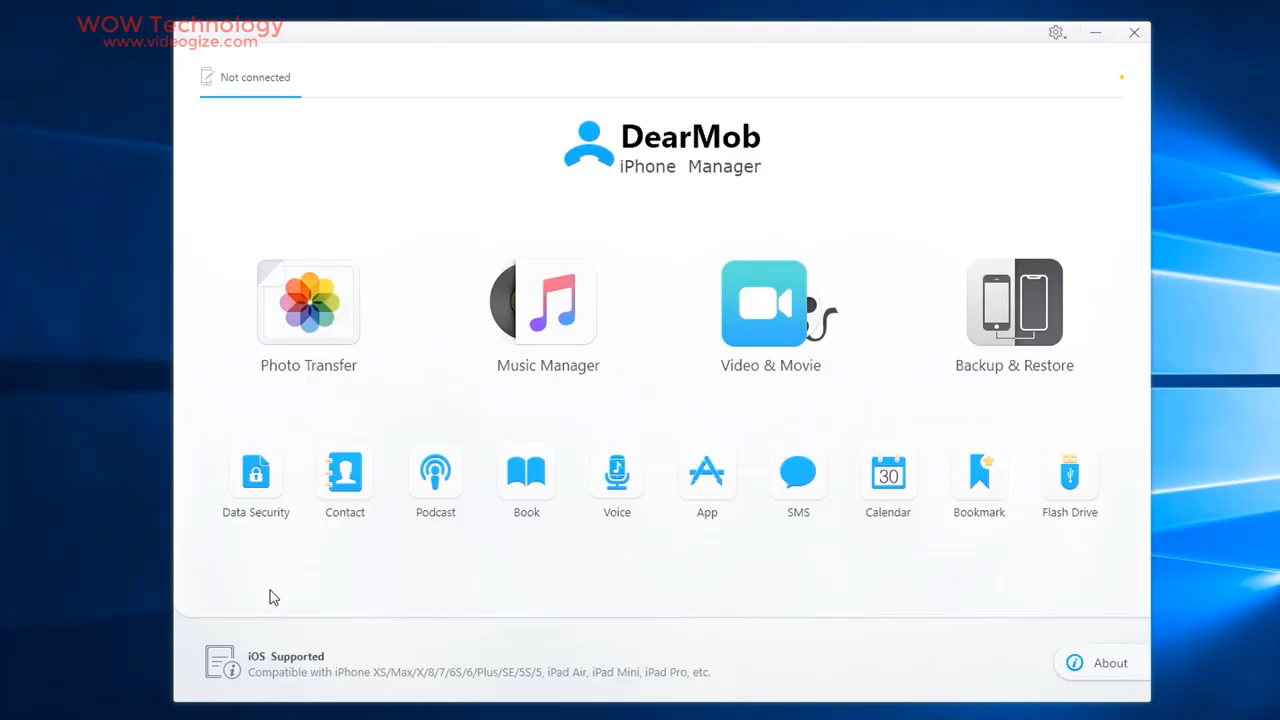 WOW Technology
www.videogize.com
Not connected
DearMob
iPhone Manager
Photo Transfer
Music Manager
Video & Movie
Backup & Restore
30
Data Security
Contact
Podcast
Book
Voice
App
SMS
Calendar
Bookmark
Flash Drive
iOS Supported
Compatible with iPhone XS/Max/X/8/7/6S/6/Plus/SE/5S/5, iPad Air, iPad Mini, iPad Pro, etc.
About